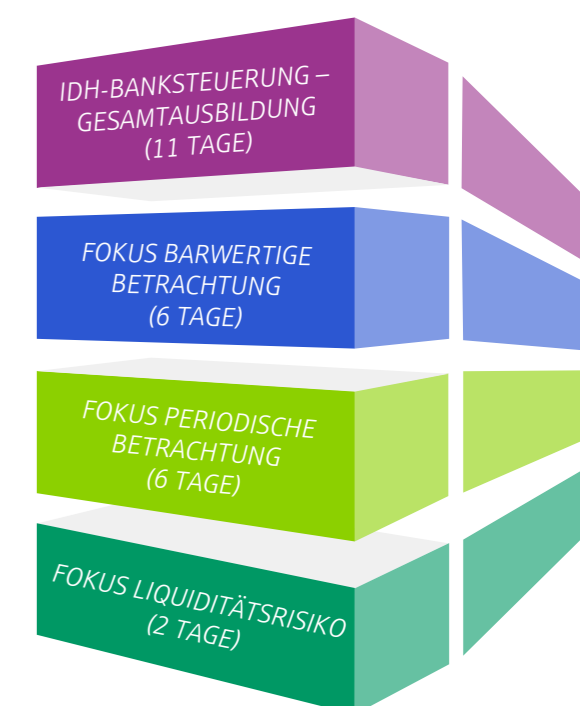 IDH-BANKSTEUERUNG –
GESAMTAUSBILDUNG
(11 TAGE)
FOKUS BARWERTIGE
BETRACHTUNG
(6 TAGE)
FOKUS PERIODISCHE
BETRACHTUNG
(6 TAGE)
FOKUS LIQUIDITÄTSRISIKO
(2 TAGE)